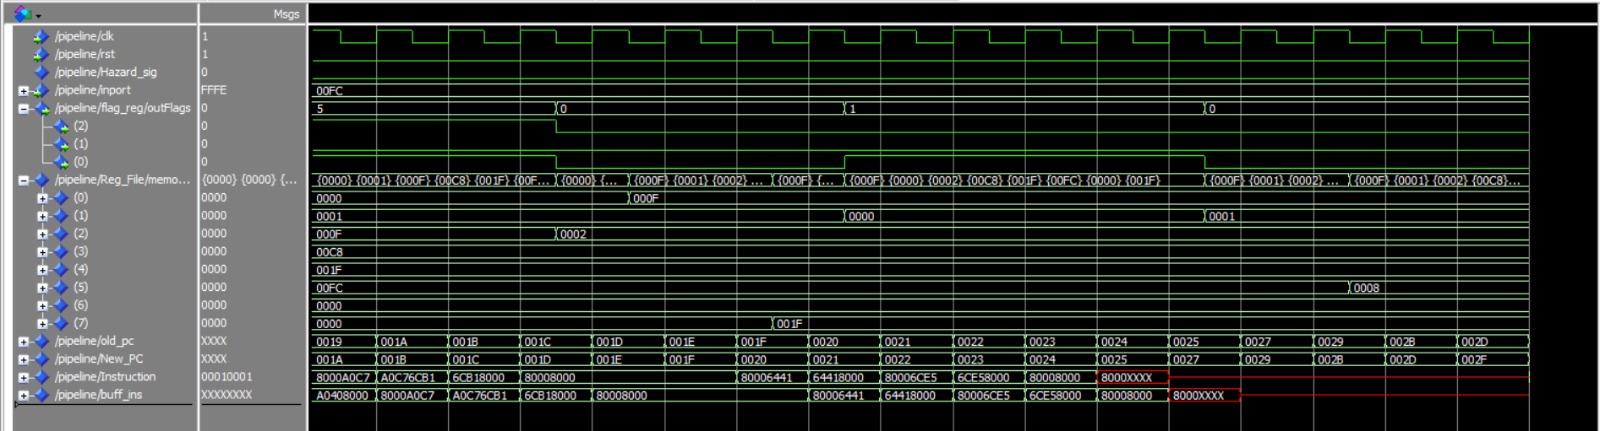 Msgs
/pipeline/clk 1
/pipeline/rst 1
/pipeline/Hazard_sig 0
/pipeline/inport FFFE 00FC
/pipeline/flag_reg/outFlags 0 5 0 1 0
(2) 0
(1) 0
(0) 0
/pipeline/Reg_File/memo... {0000} {0000} {... {0000} {0001} {000F} {00C8} {001F} {00F... {0000} {... {000F} {0001} {0002} ... {000F} {... {000F} {0000} {0002} {00C8} {001F} {00FC} {0000} {001F} {000F} {0001} {0002} ... {000F} {0001} {0002} {00C8}...
(0) 0000 0000 000F
(1) 0000 0001 0000 0001
(2) 0000 000F 0002
(3) 0000 00C8
(4) 0000 001F
(5) 0000 00FC 0008
(6) 0000 0000
(7) 0000 0000 001F
/pipeline/old_pc XXXX 0019 001A 001B 001C 001D 001E 001F 0020 0021 0022 0023 0024 0025 0027 0029 002B 002D
/pipeline/New_PC XXXX 001A 001B 001C 001D 001E 001F 0020 0021 0022 0023 0024 0025 0027 0029 002B 002D 002F
/pipeline/Instruction 00010001 8000A0C7 A0C76CB1 6CB18000 80008000 80006441 64418000 80006CE5 6CE58000 80008000 8000XXXX
/pipeline/buff_ins XXXXXXXX A0408000 8000A0C7 A0C76CB1 6CB18000 80008000 80006441 64418000 80006CE5 6CE58000 80008000 8000XXXX